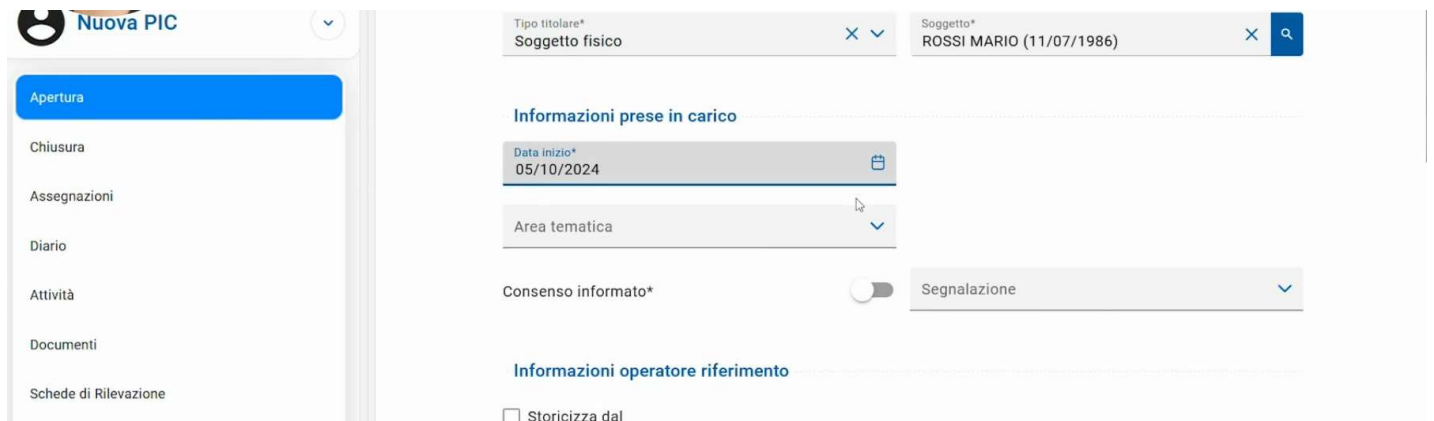 Nuova PIC
Apertura
Chiusura
Assegnazioni
Diario
Attività
Documenti
Schede di Rilevazione
Tipo titolare*
Soggetto fisico
Soggetto*
ROSSI MARIO (11/07/1986)
Informazioni prese in carico
Data inizio*
05/10/2024
Area tematica
Consenso informato*
Segnalazione
Informazioni operatore riferimento
Storicizza dal